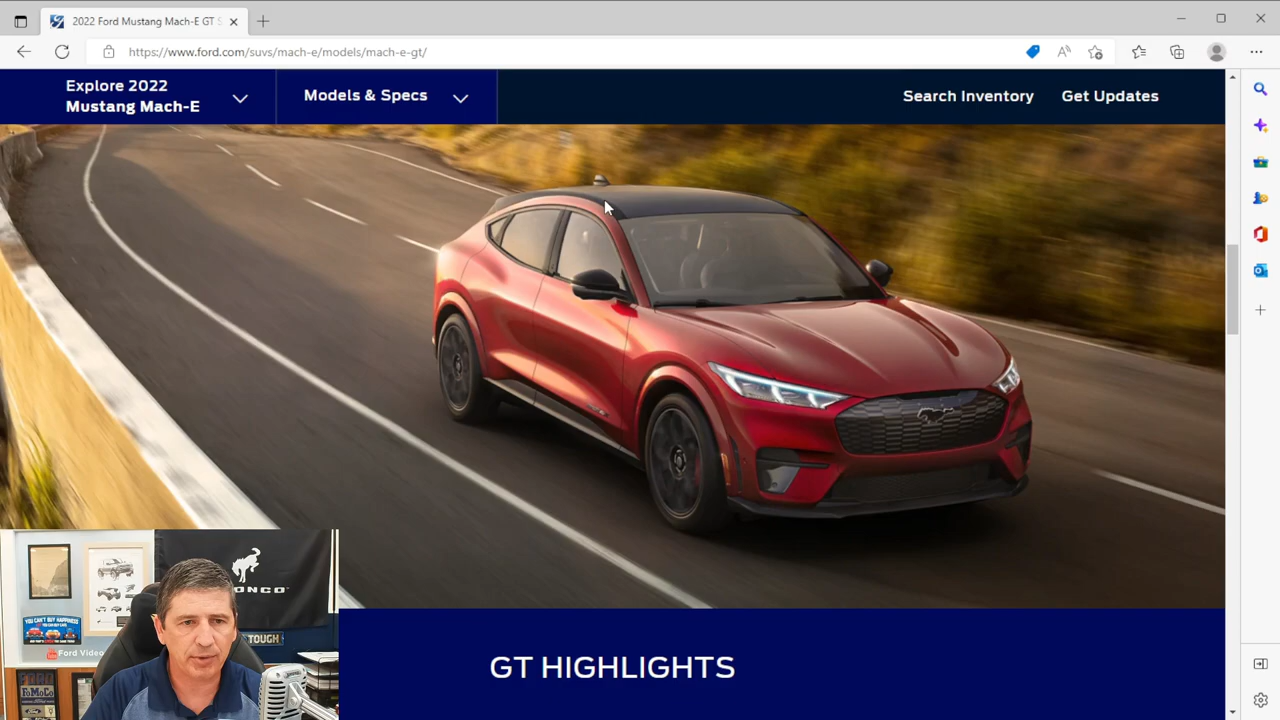 2022 Ford Mustang Mach-E GT S
https://www.ford.com/suvs/mach-e/models/mach-e-gt/
Explore 2022
Mustang Mach-E
Models & Specs
Search Inventory
Get Updates
GT HIGHLIGHTS
RONCO
TOUGH
YOU CAN'T BUY HAPPINESS
Ford Video
FoMoCo